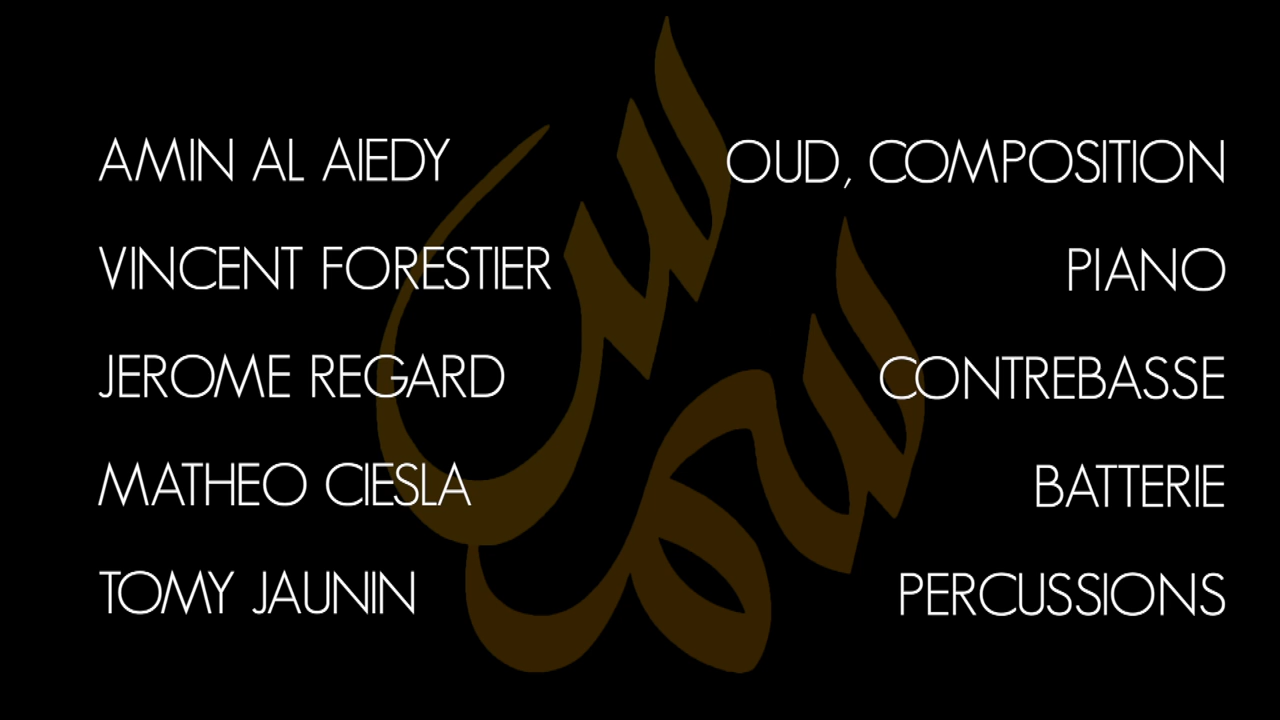 AMIN AL AIEDY OUD, COMPOSITION
VINCENT FORESTIER PIANO
JEROME REGARD CONTREBASSE
MATHEO CIESLA BATTERIE
TOMY JAUNIN PERCUSSIONS